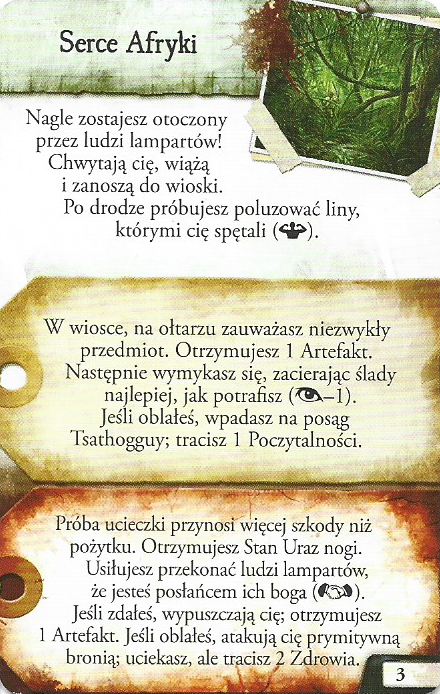 Serce Afryki
Nagle zostajesz otoczony
przez ludzi lampartów!
Chwytają cię, wiążą
i zanoszą do wioski.
Po drodze próbujesz poluzować liny,
którymi cię spętali ( ).
W wiosce, na ołtarzu zauważasz niezwykły
przedmiot. Otrzymujesz 1 Artefakt.
Następnie wymykasz się, zacierając ślady
najlepiej, jak potrafisz ( –1).
Jeśli oblałeś, wpadasz na posąg
Tsathogguy; tracisz 1 Poczytalności.
Próba ucieczki przynosi więcej szkody niż
pożytku. Otrzymujesz Stan Uraz nogi.
Usiłujesz przekonać ludzi lampartów,
że jesteś posłańcem ich boga ( ).
Jeśli zdałeś, wypuszczają cię; otrzymujesz
1 Artefakt. Jeśli oblałeś, atakują cię prymitywną
bronią; uciekasz, ale tracisz 2 Zdrowia.
3